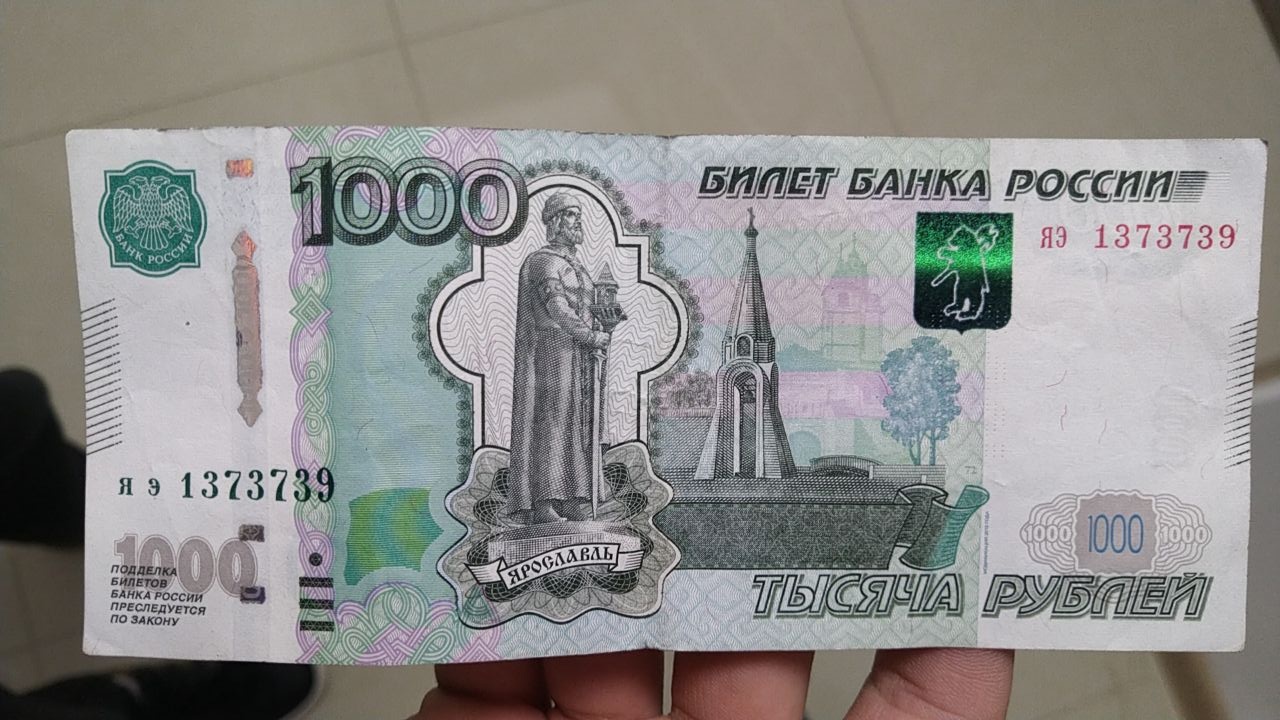 БАНК РОССИИ
1000
БИЛЕТ БАНКА РОССИИ
ЯЭ 1373739
яэ 1373739
1000
ПОДДЕЛКА
БИЛЕТОВ
БАНКА РОССИИ
ПРЕСЛЕДУЕТСЯ
ПО ЗАКОНУ
ЯРОСЛАВЛЬ
72
1000 1000 1000
ТЫСЯЧА РУБЛЕЙ